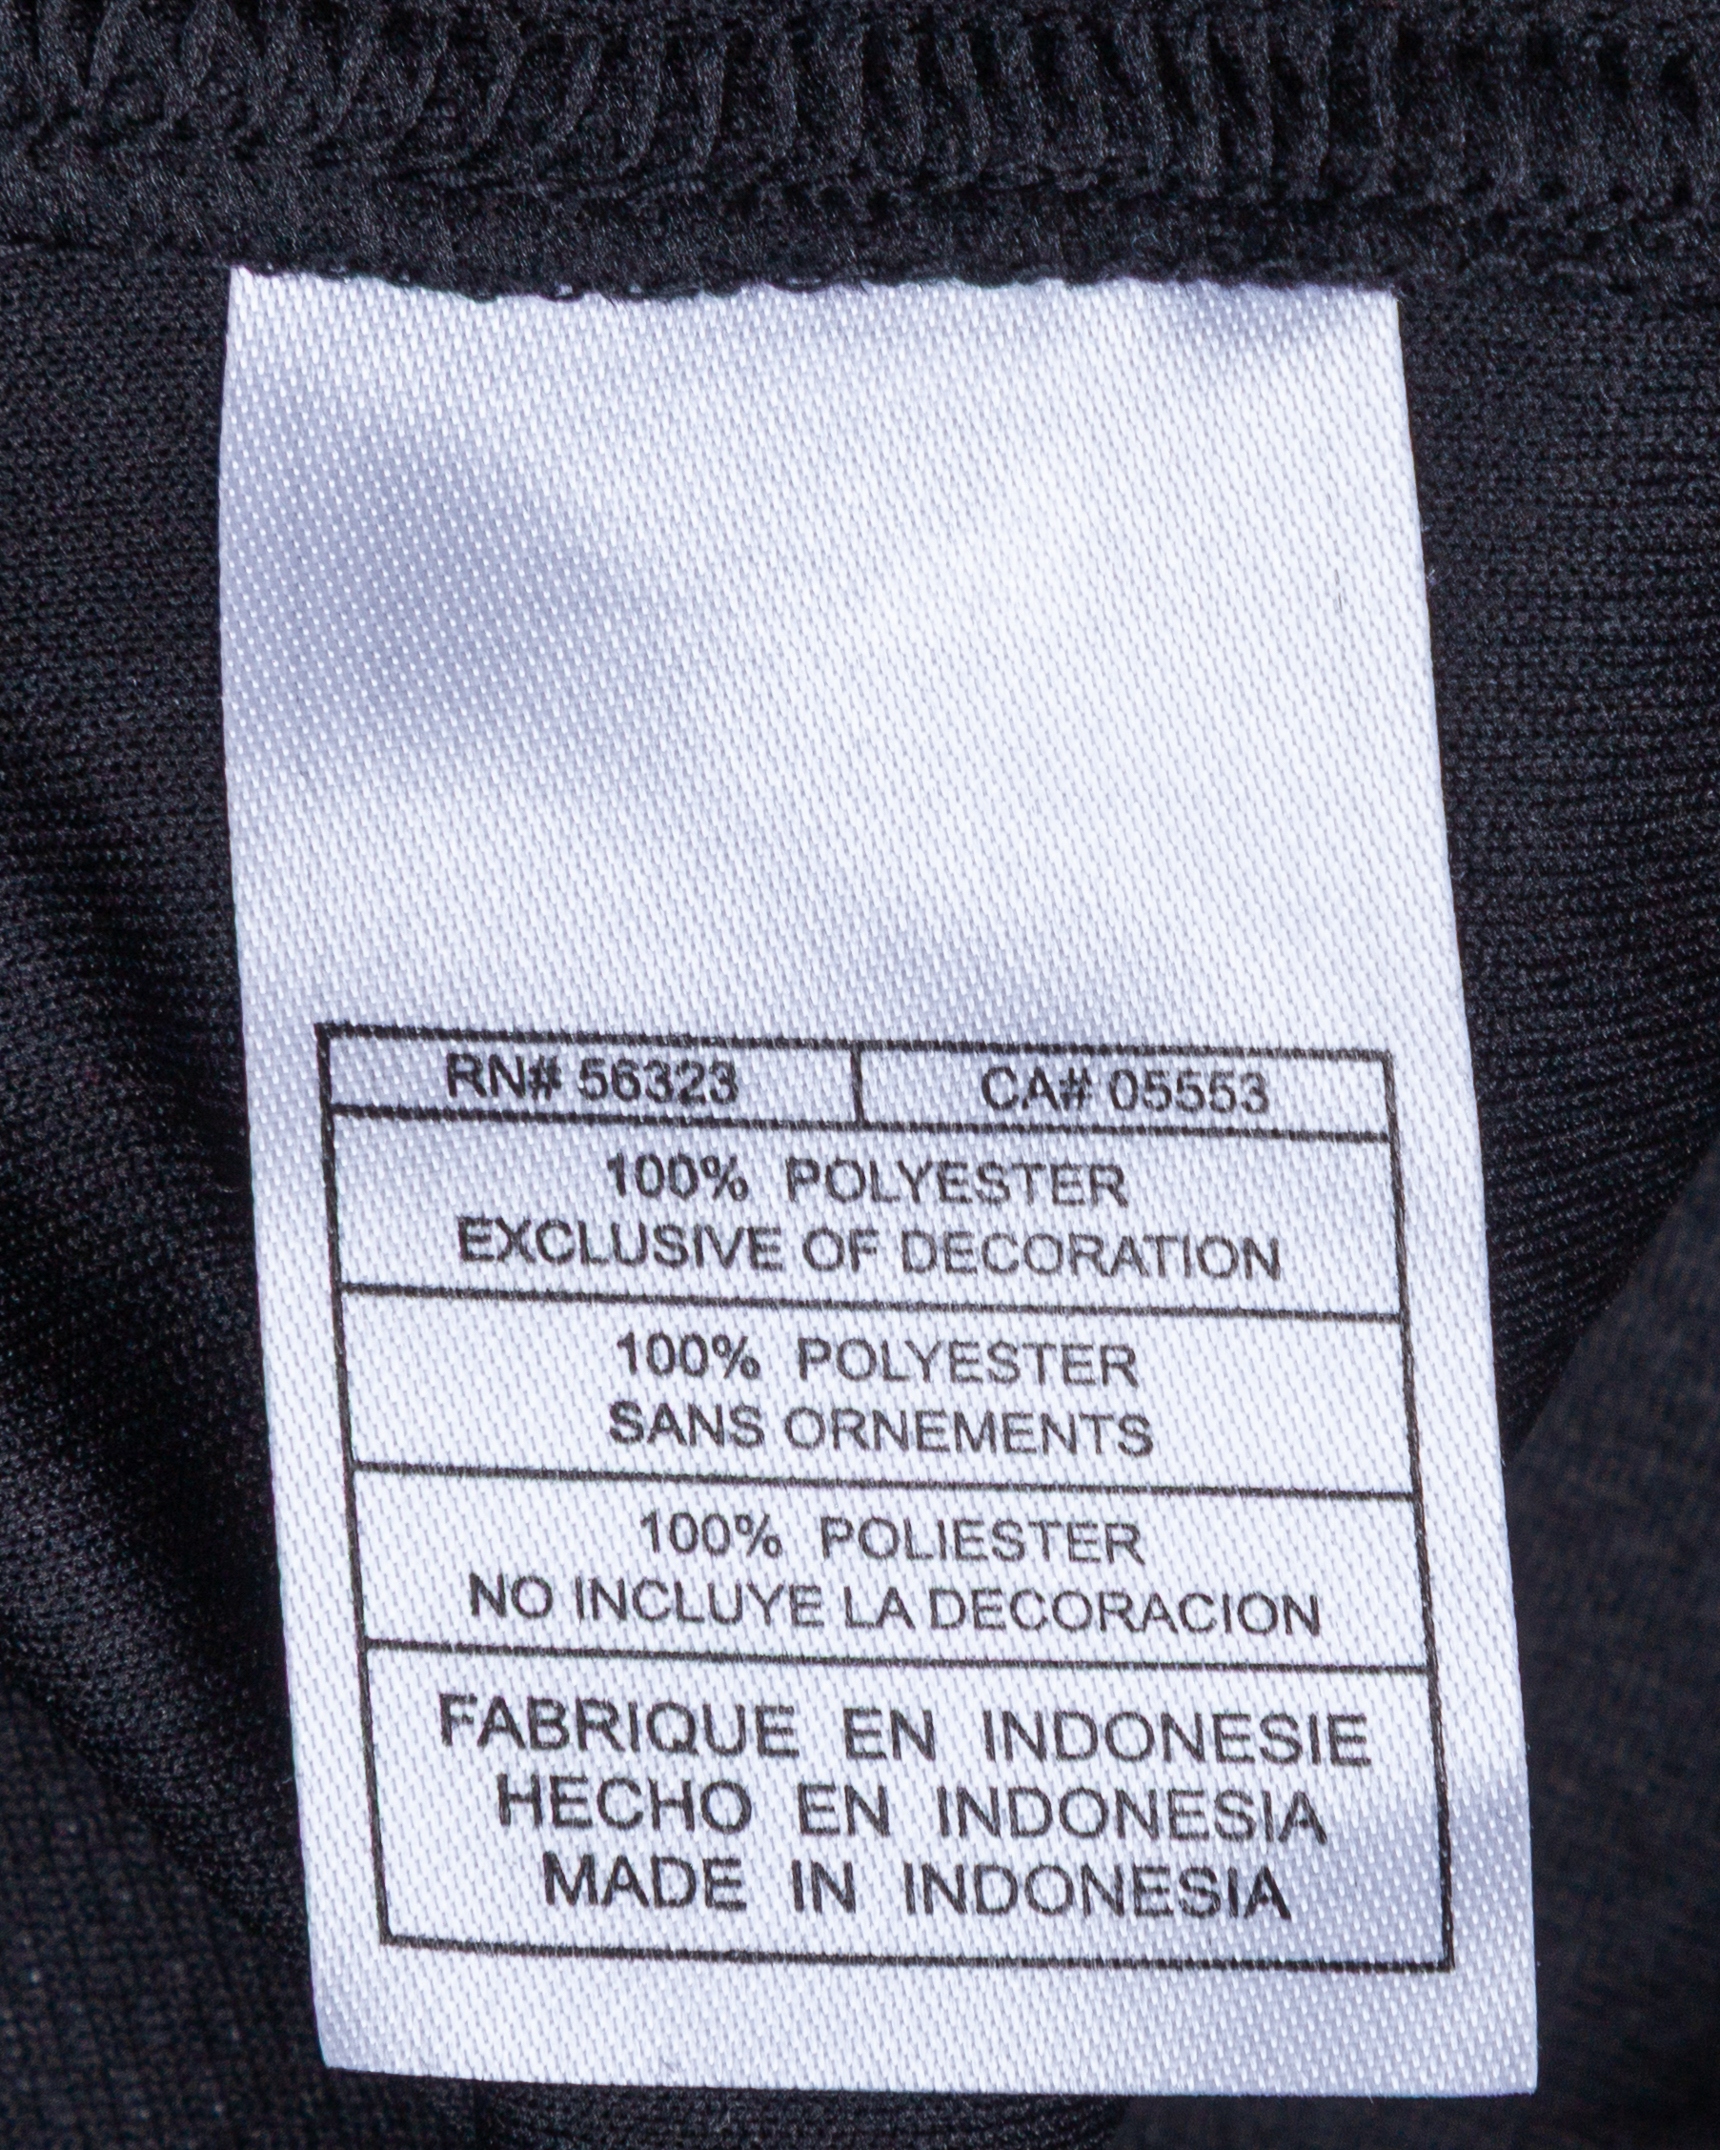 RN# 56323 CA# 05553
100% POLYESTER
EXCLUSIVE OF DECORATION
100% POLYESTER
SANS ORNEMENTS
100% POLIESTER
NO INCLUYE LA DECORACION
FABRIQUE EN INDONESIE
HECHO EN INDONESIA
MADE IN INDONESIA